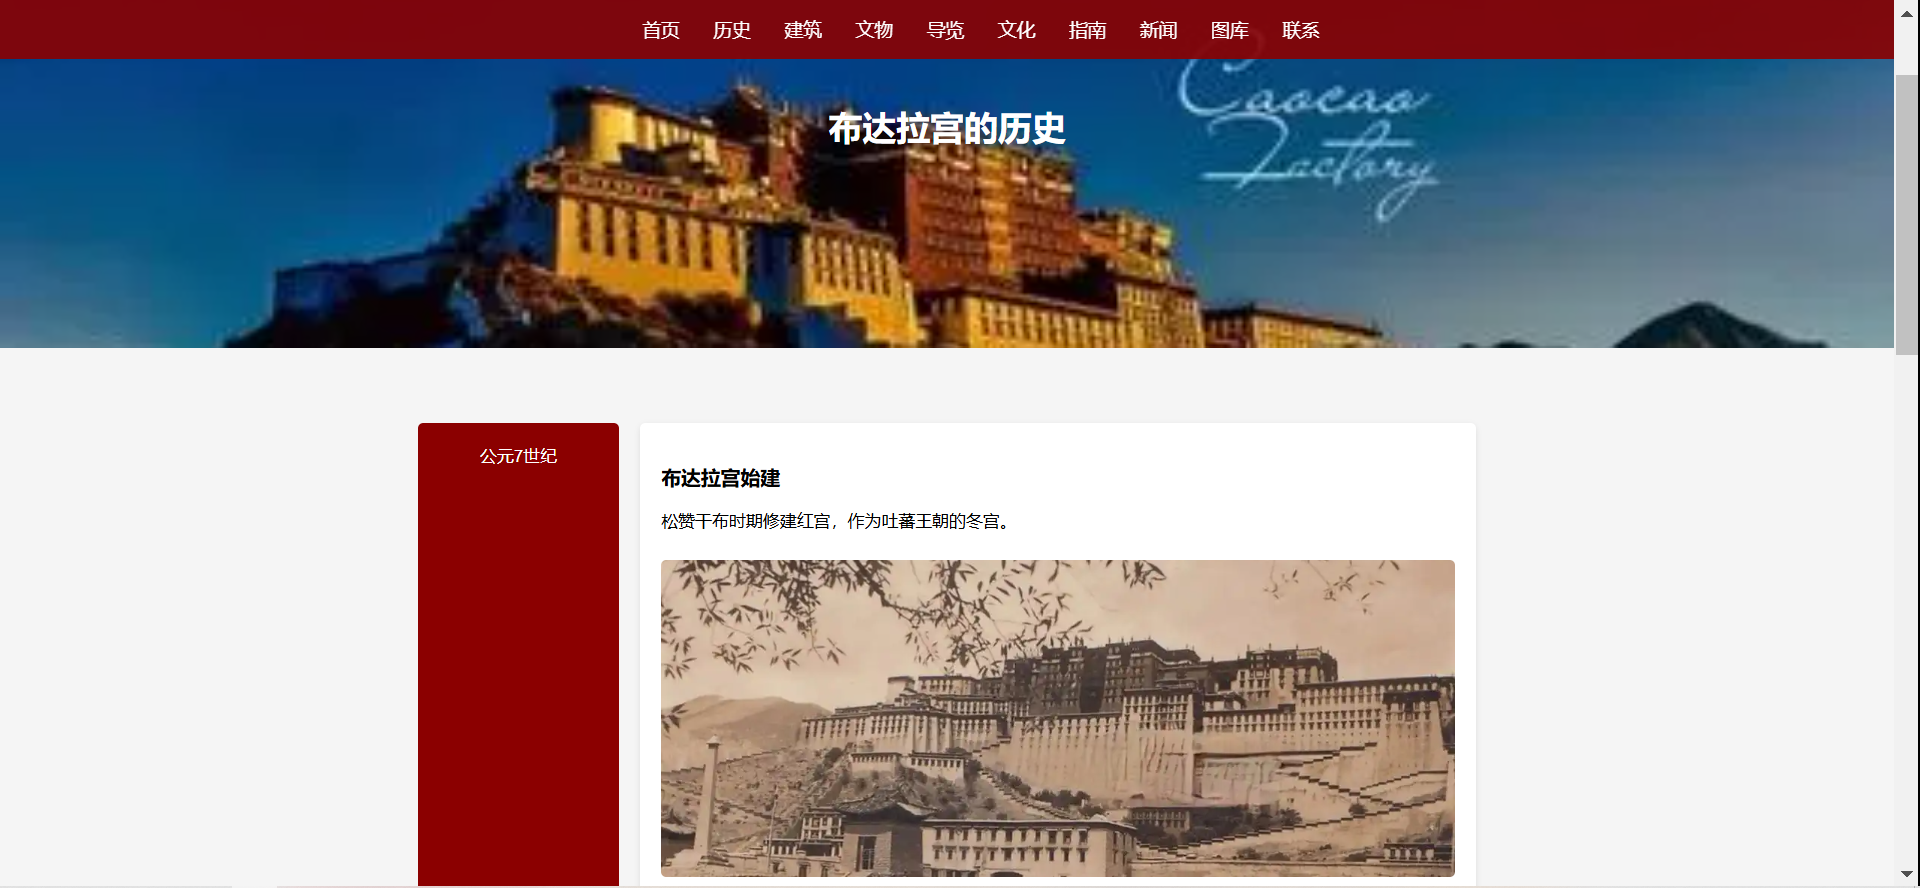 首页 历史 建筑 文物 导览 文化 指南 新闻 图库 联系
Caocao
Factory
布达拉宫的历史
公元7世纪
布达拉宫始建
松赞干布时期修建红宫，作为吐蕃王朝的冬宫。